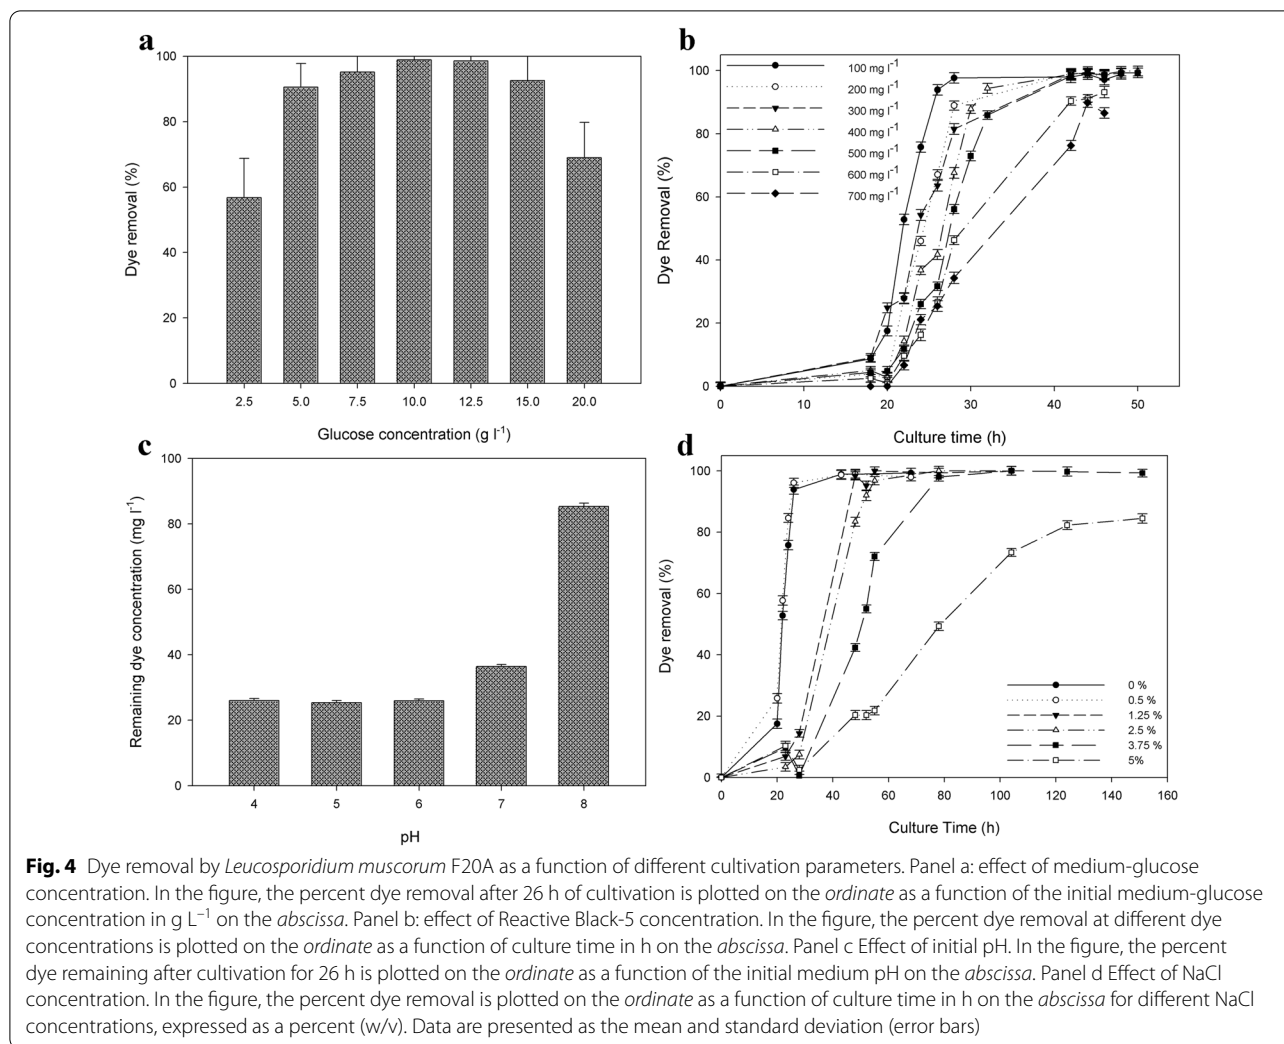 a
Dye removal (%)
100
80
60
40
20
0
2.5 5.0 7.5 10.0 12.5 15.0 20.0
Glucose concentration (g l⁻¹)
b
Dye Removal (%)
100
80
60
40
20
0
100 mg l⁻¹
200 mg l⁻¹
300 mg l⁻¹
400 mg l⁻¹
500 mg l⁻¹
600 mg l⁻¹
700 mg l⁻¹
0 10 20 30 40 50
Culture time (h)
c
Remaining dye concentration (mg l⁻¹)
100
80
60
40
20
0
4 5 6 7 8
pH
d
Dye removal (%)
100
80
60
40
20
0
0 %
0.5 %
1.25 %
2.5 %
3.75 %
5%
0 20 40 60 80 100 120 140 160
Culture Time (h)
Fig. 4 Dye removal by Leucosporidium muscorum F20A as a function of different cultivation parameters. Panel a: effect of medium-glucose
concentration. In the figure, the percent dye removal after 26 h of cultivation is plotted on the ordinate as a function of the initial medium-glucose
concentration in g L⁻¹ on the abscissa. Panel b: effect of Reactive Black-5 concentration. In the figure, the percent dye removal at different dye
concentrations is plotted on the ordinate as a function of culture time in h on the abscissa. Panel c Effect of initial pH. In the figure, the percent
dye remaining after cultivation for 26 h is plotted on the ordinate as a function of the initial medium pH on the abscissa. Panel d Effect of NaCl
concentration. In the figure, the percent dye removal is plotted on the ordinate as a function of culture time in h on the abscissa for different NaCl
concentrations, expressed as a percent (w/v). Data are presented as the mean and standard deviation (error bars)